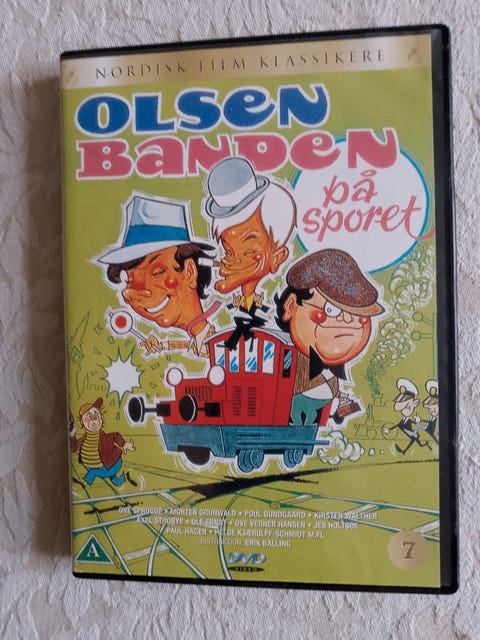 NORDISK FILM KLASSIKERE
OLSEN
BANDEN
på
sporet
OVE SPROGØE • MORTEN GRUNWALD • POUL BUNDGAARD • KIRSTEN WALTHER
AXEL STRØBYE • OLE ERNST • OVE VERNER HANSEN • JES HOLTSØE
PAUL HAGEN • HELGE KJÆRULFF-SCHMIDT M.FL.
INSTRUKTION: ERIK BALLING
A
DVD
VIDEO
7